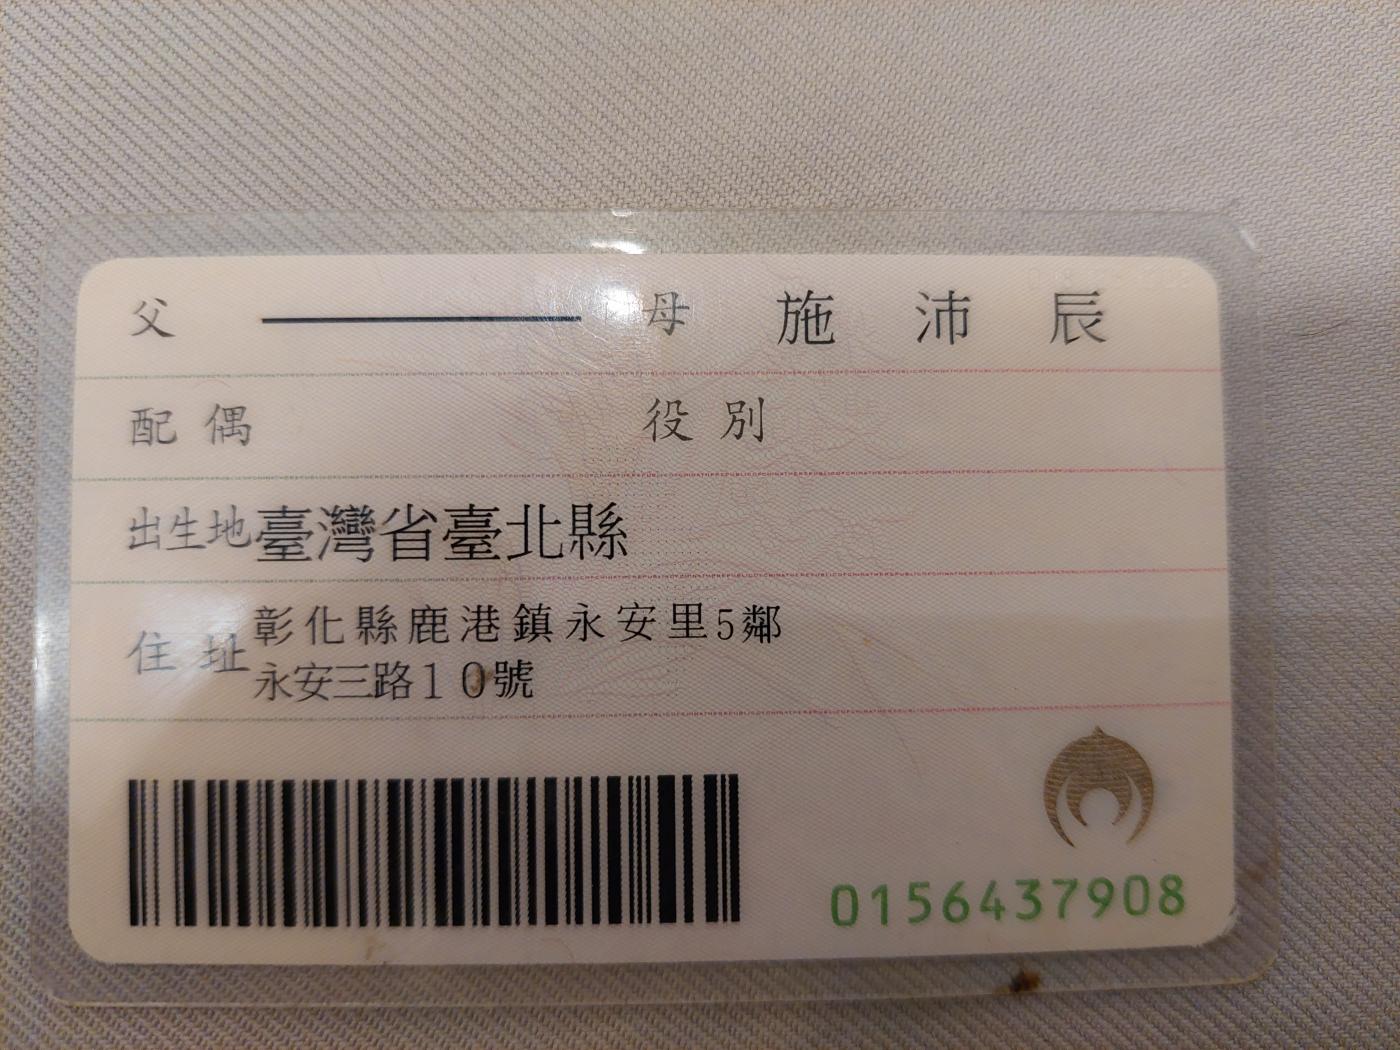 父 母 施沛辰
配偶 役別
出生地 臺灣省臺北縣
住址 彰化縣鹿港鎮永安里5鄰
永安三路10號
0156437908